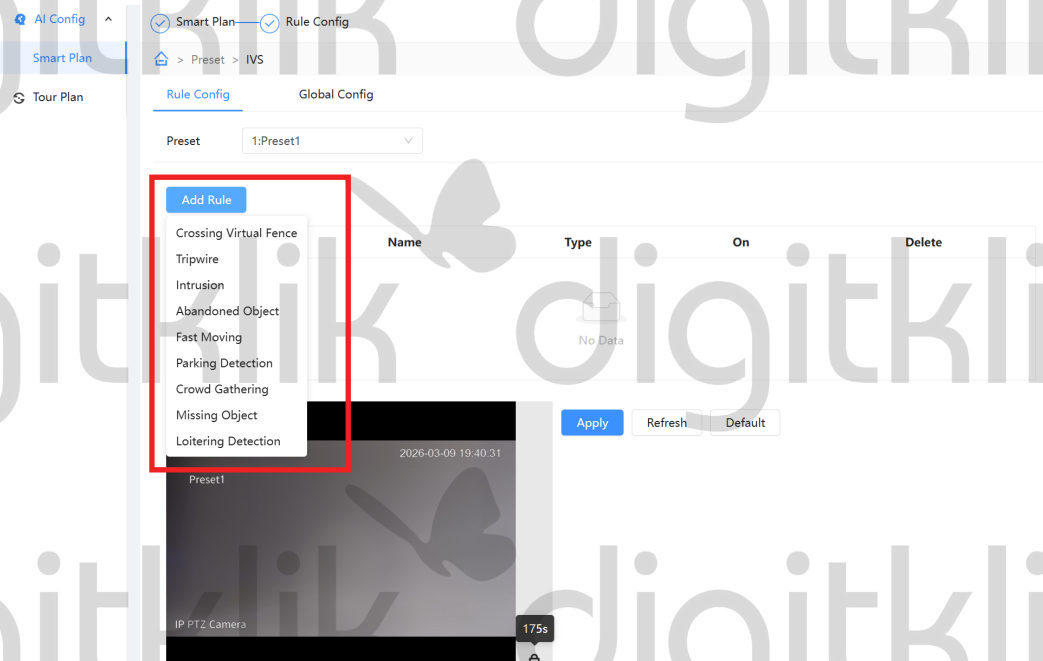 AI Config
Smart Plan
Tour Plan
Smart Plan Rule Config
> Preset > IVS
Rule Config Global Config
Preset 1:Preset1
Add Rule
Crossing Virtual Fence
Tripwire
Intrusion
Abandoned Object
Fast Moving
Parking Detection
Crowd Gathering
Missing Object
Loitering Detection
Name Type On Delete
No Data
Apply Refresh Default
2026-03-09 19:40:31
Preset1
IP PTZ Camera
175s
digitklik